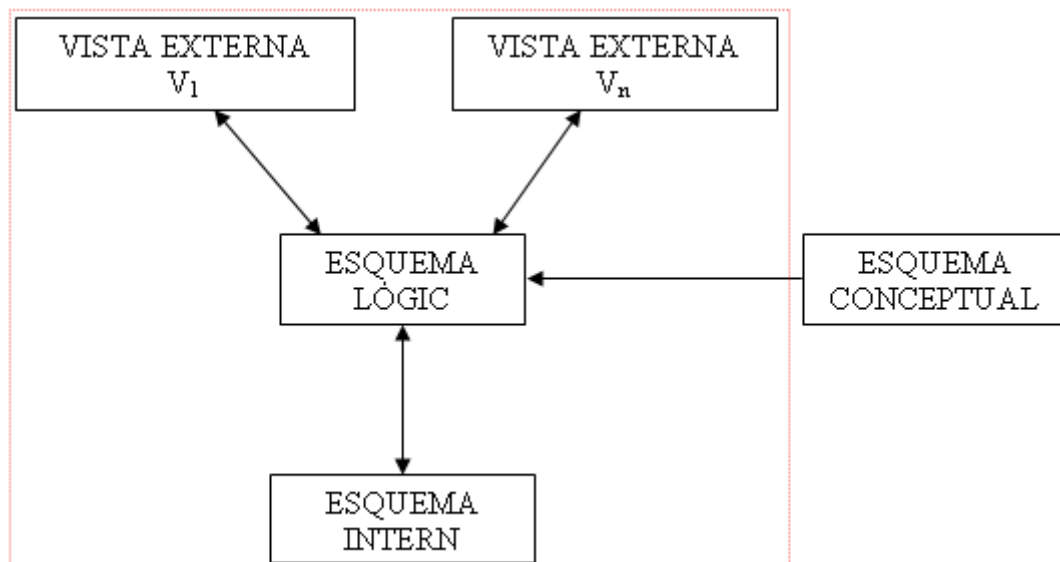 VISTA EXTERNA
V1
VISTA EXTERNA
Vn
ESQUEMA
LÒGIC
ESQUEMA
CONCEPTUAL
ESQUEMA
INTERN